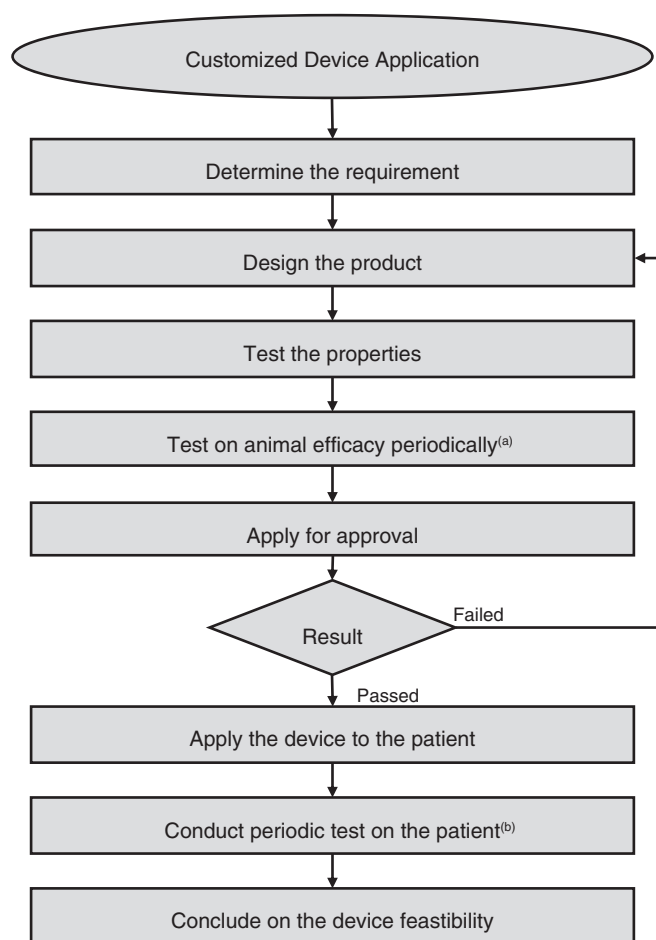 Customized Device Application
Determine the requirement
Design the product
Test the properties
Test on animal efficacy periodically(a)
Apply for approval
Failed
Result
Passed
Apply the device to the patient
Conduct periodic test on the patient(b)
Conclude on the device feastibility